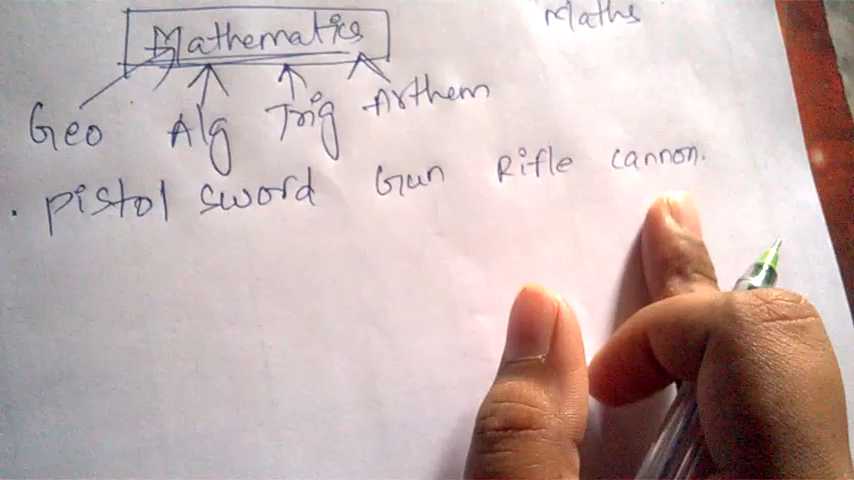 Maths
Mathematics
Geo Alg Trig Arthem
. pistol sword Gun Rifle cannon.